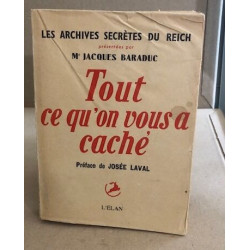 LES ARCHIVES SECRÈTES DU REICH
présentées par
Mᵉ JACQUES BARADUC
Tout
ce qu'on vous a
caché
Préface de JOSÉE LAVAL
L'ÉLAN